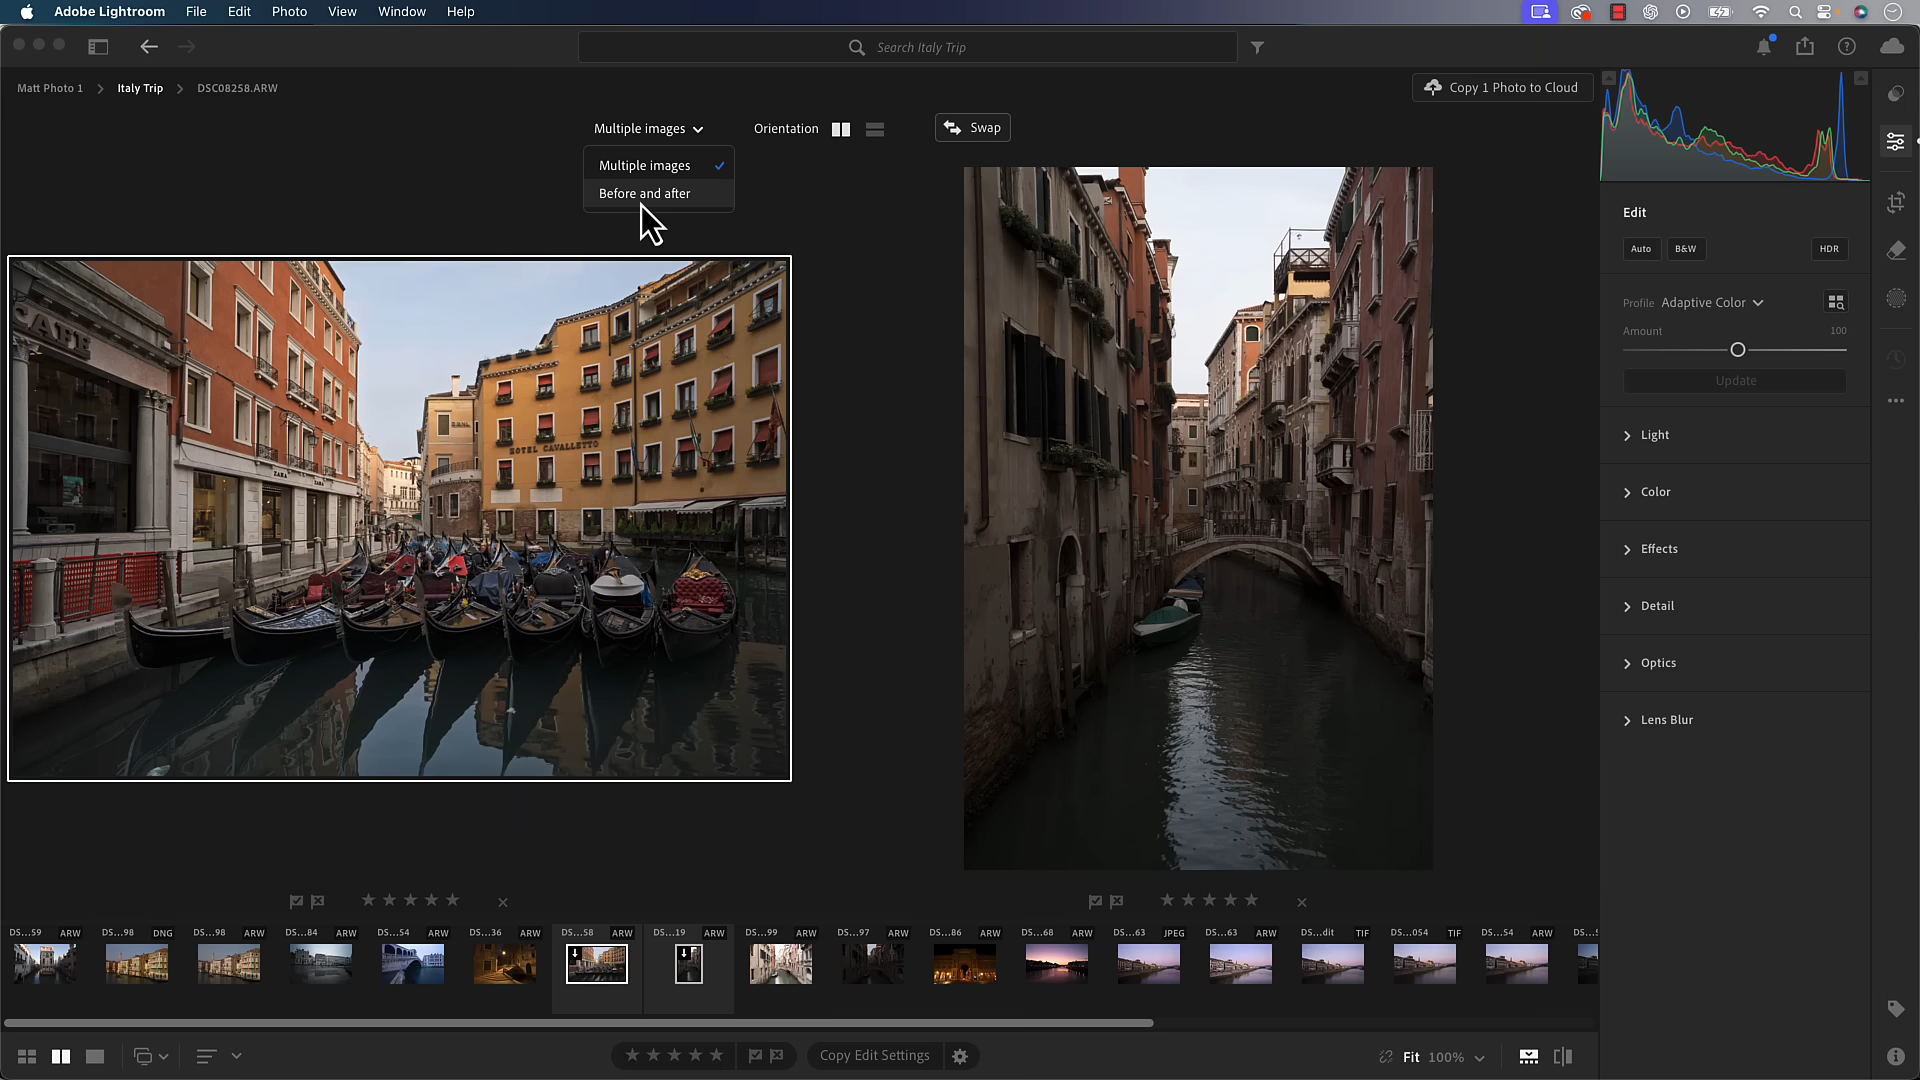 Adobe Lightroom File Edit Photo View Window Help
Search Italy Trip
Matt Photo 1 Italy Trip DSC08258.ARW
Copy 1 Photo to Cloud
Multiple images Orientation Swap
Multiple images
Before and after
Edit
Auto B&W HDR
Profile Adaptive Color
Amount 100
Update
Light
Color
Effects
Detail
Optics
Lens Blur
CAFE
HOTEL CAVALLETTO
ZARA ZARA
DS...59 ARW DS...98 DNG DS...98 ARW DS...84 ARW DS...54 ARW DS...36 ARW DS...58 ARW DS...19 ARW DS...99 ARW DS...97 ARW DS...86 ARW DS...68 ARW DS...63 JPEG DS...63 ARW DS...dit TIF DS...054 TIF DS...54 ARW
Copy Edit Settings
Fit 100%